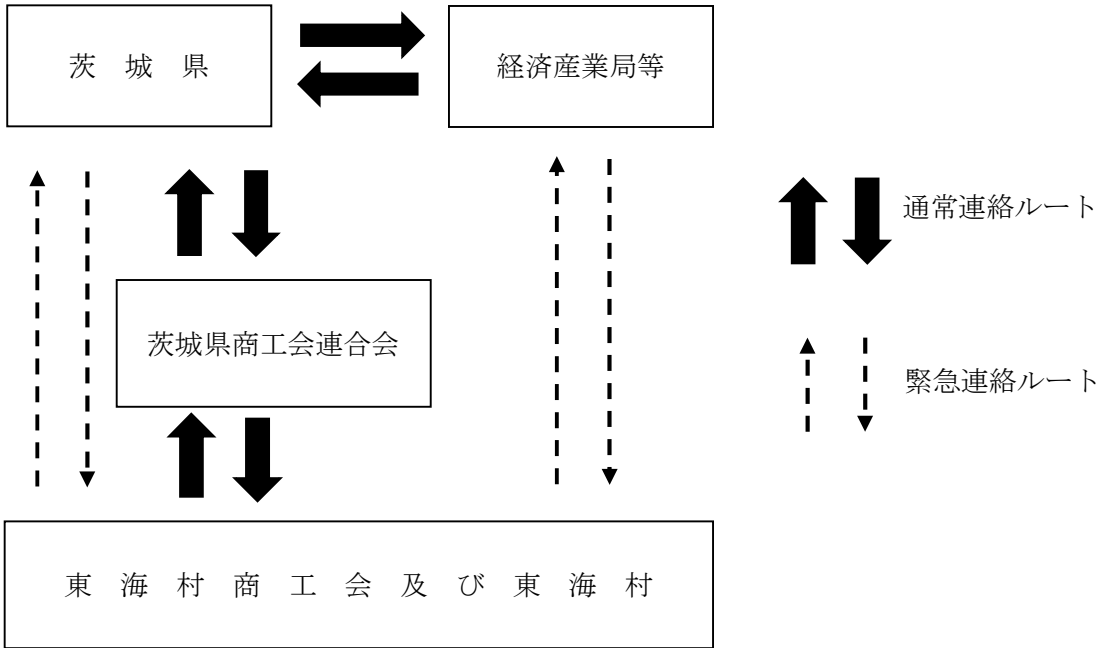 茨　城　県
経済産業局等
通常連絡ルート
茨城県商工会連合会
緊急連絡ルート
東　海　村　商　工　会　及　び　東　海　村